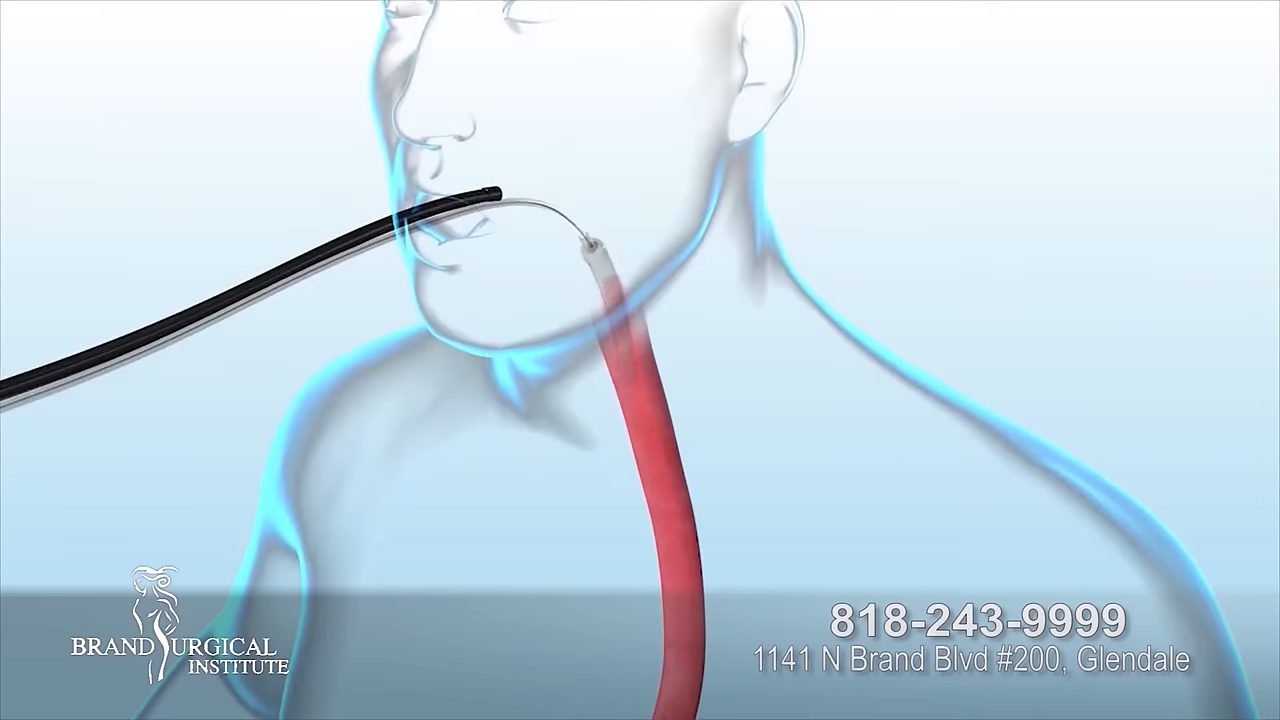 BRAND SURGICAL
INSTITUTE
818-243-9999
1141 N Brand Blvd #200, Glendale